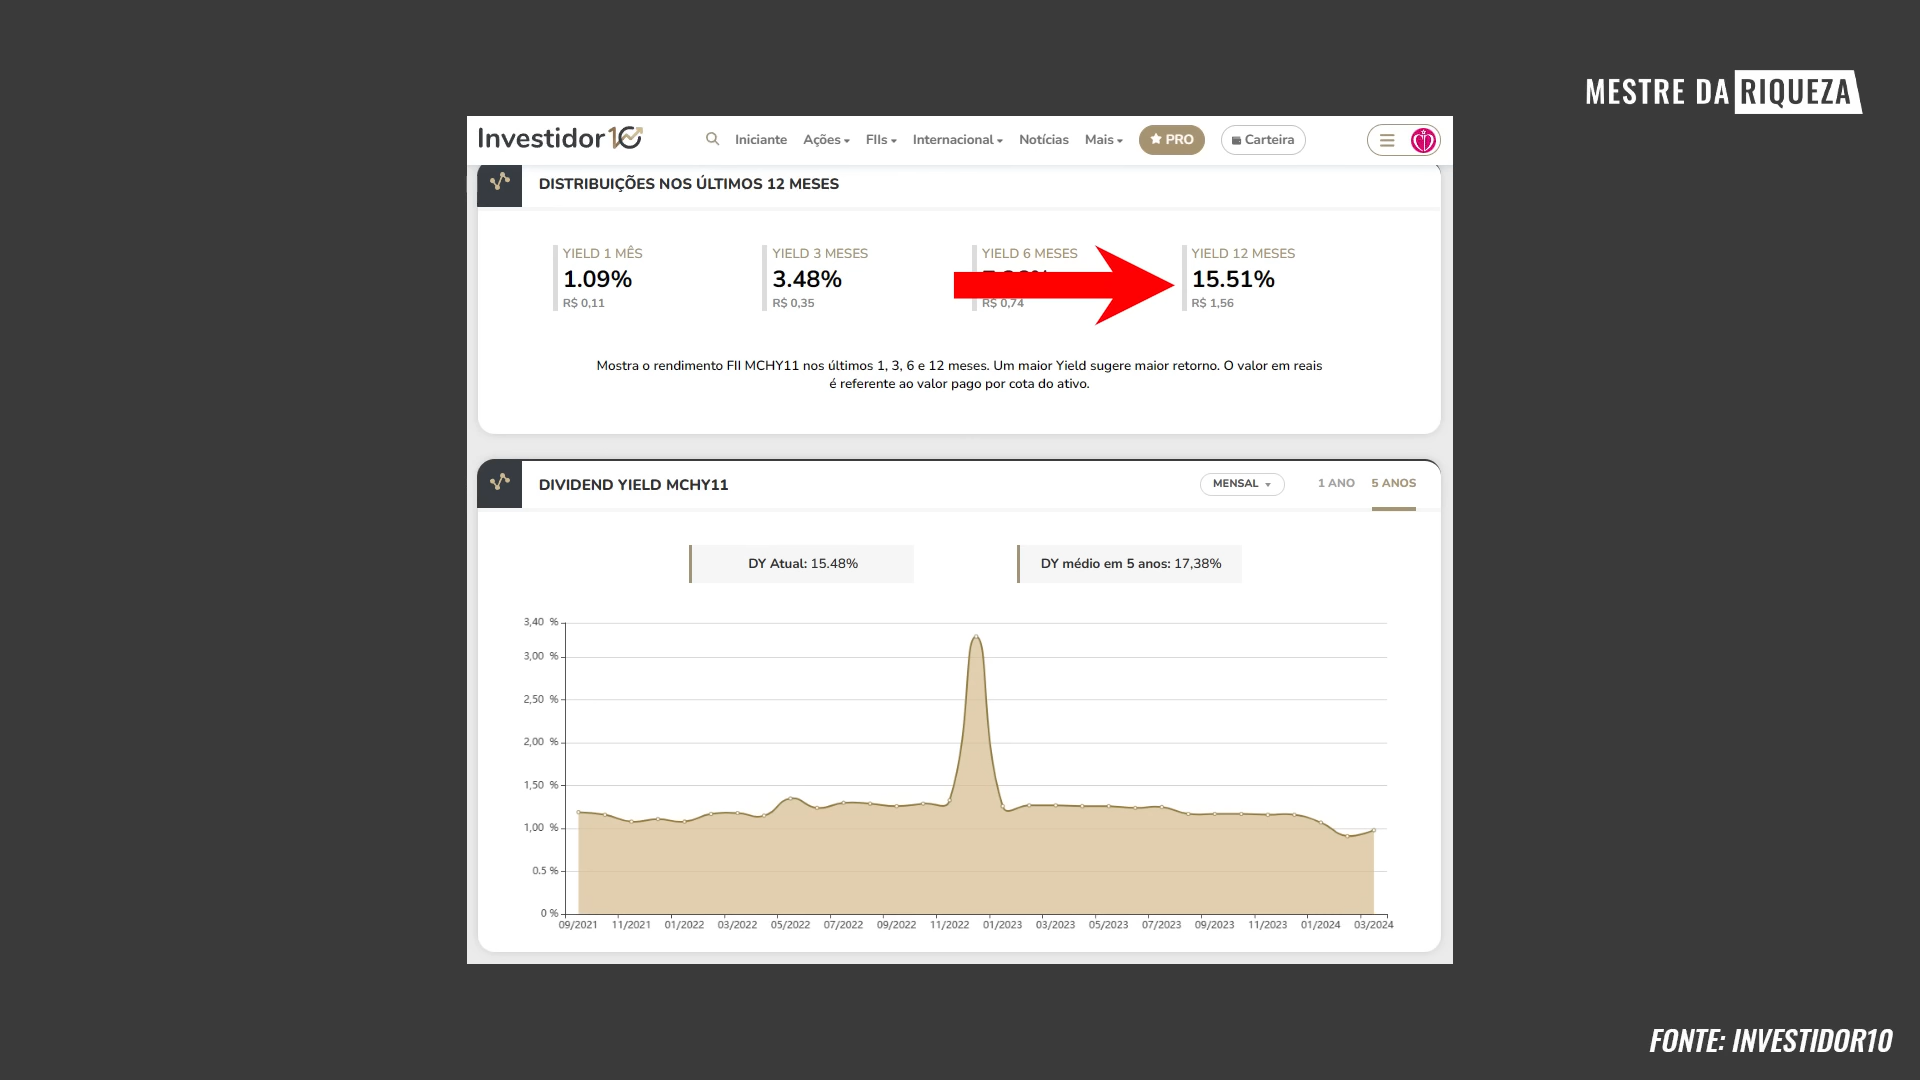 MESTRE DA RIQUEZA
Investidor10
Iniciante Ações FIIs Internacional Notícias Mais PRO Carteira
DISTRIBUIÇÕES NOS ÚLTIMOS 12 MESES
YIELD 1 MÊS YIELD 3 MESES YIELD 6 MESES YIELD 12 MESES
1.09% 3.48% 15.51%
R$ 0,11 R$ 0,35 R$ 0,74 R$ 1,56
Mostra o rendimento FII MCHY11 nos últimos 1, 3, 6 e 12 meses. Um maior Yield sugere maior retorno. O valor em reais
é referente ao valor pago por cota do ativo.
DIVIDEND YIELD MCHY11 MENSAL 1 ANO 5 ANOS
DY Atual: 15.48% DY médio em 5 anos: 17,38%
3,40 %
3,00 %
2,50 %
2,00 %
1,50 %
1,00 %
0.5 %
0 %
09/2021 11/2021 01/2022 03/2022 05/2022 07/2022 09/2022 11/2022 01/2023 03/2023 05/2023 07/2023 09/2023 11/2023 01/2024 03/2024
FONTE: INVESTIDOR10